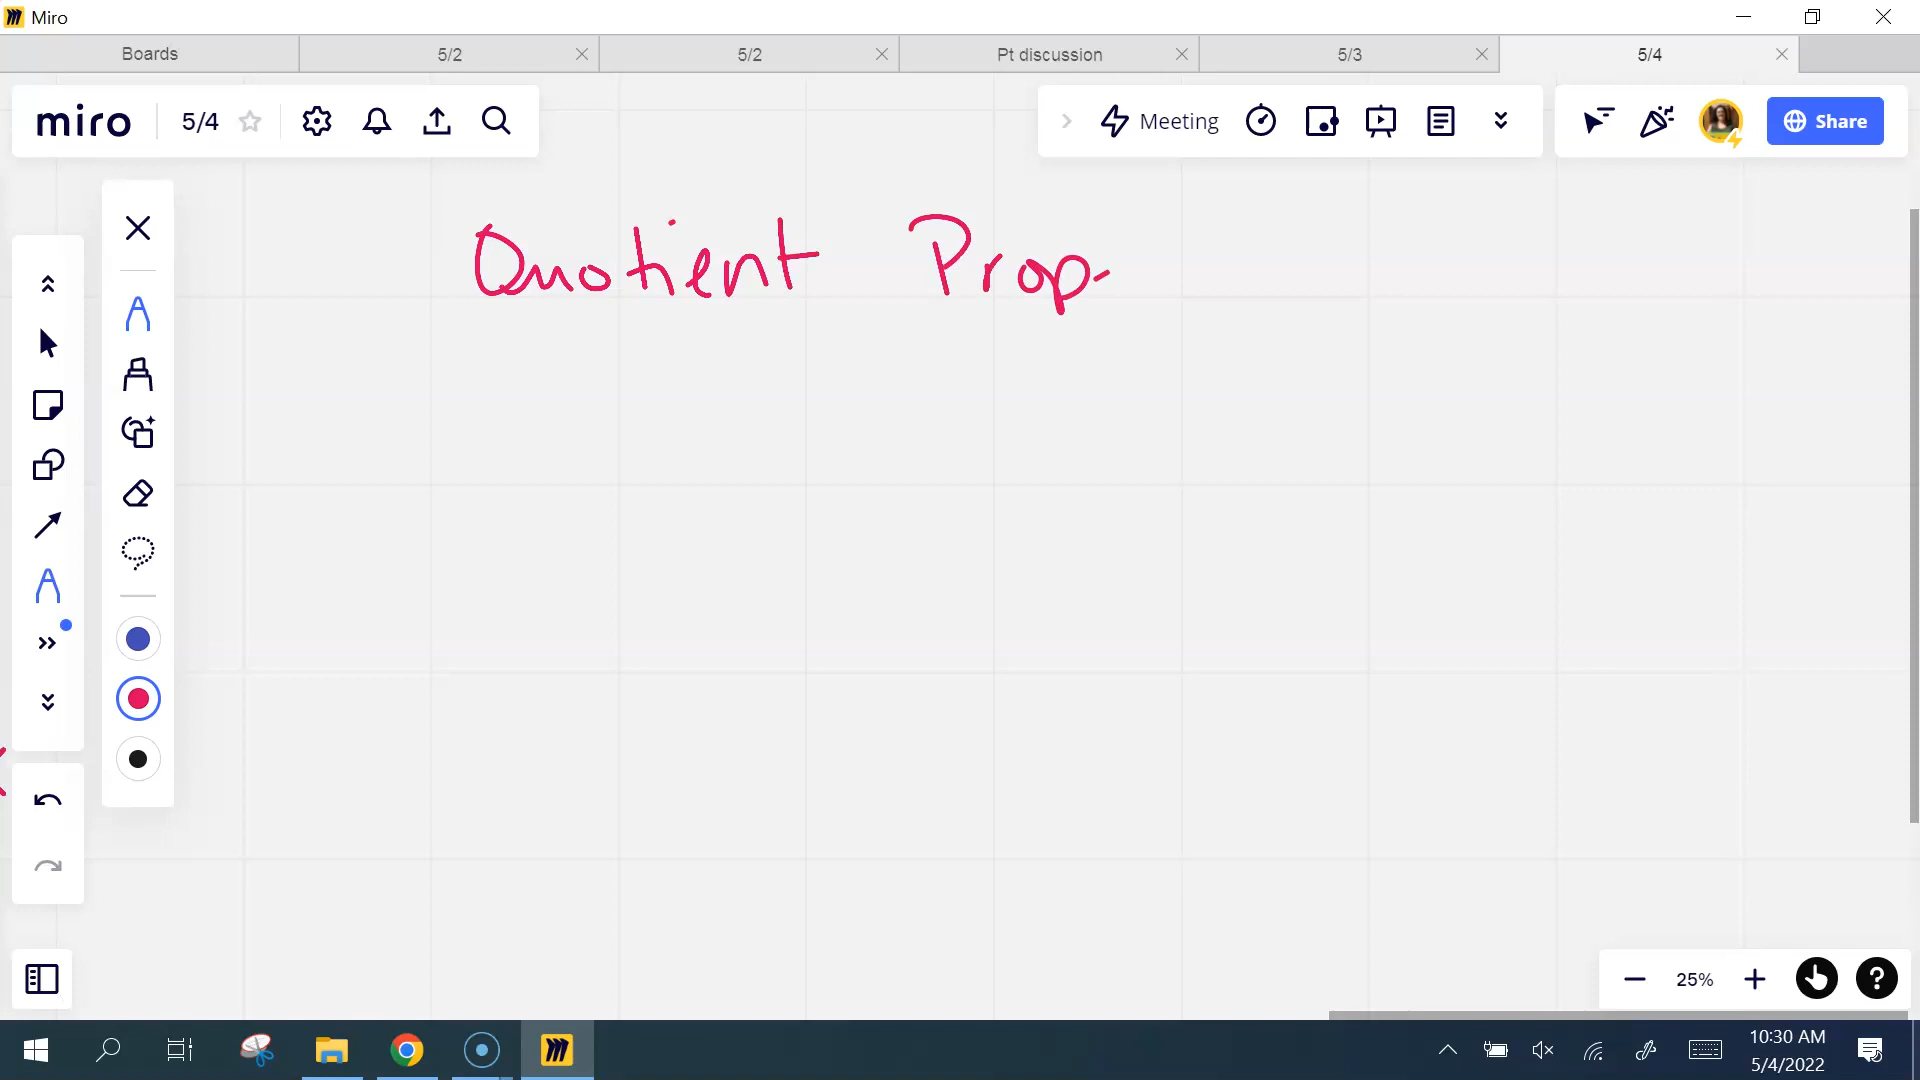 Miro
Boards 5/2 5/2 Pt discussion 5/3 5/4
miro 5/4 Meeting Share
Quotient Prop.
25%
10:30 AM
5/4/2022